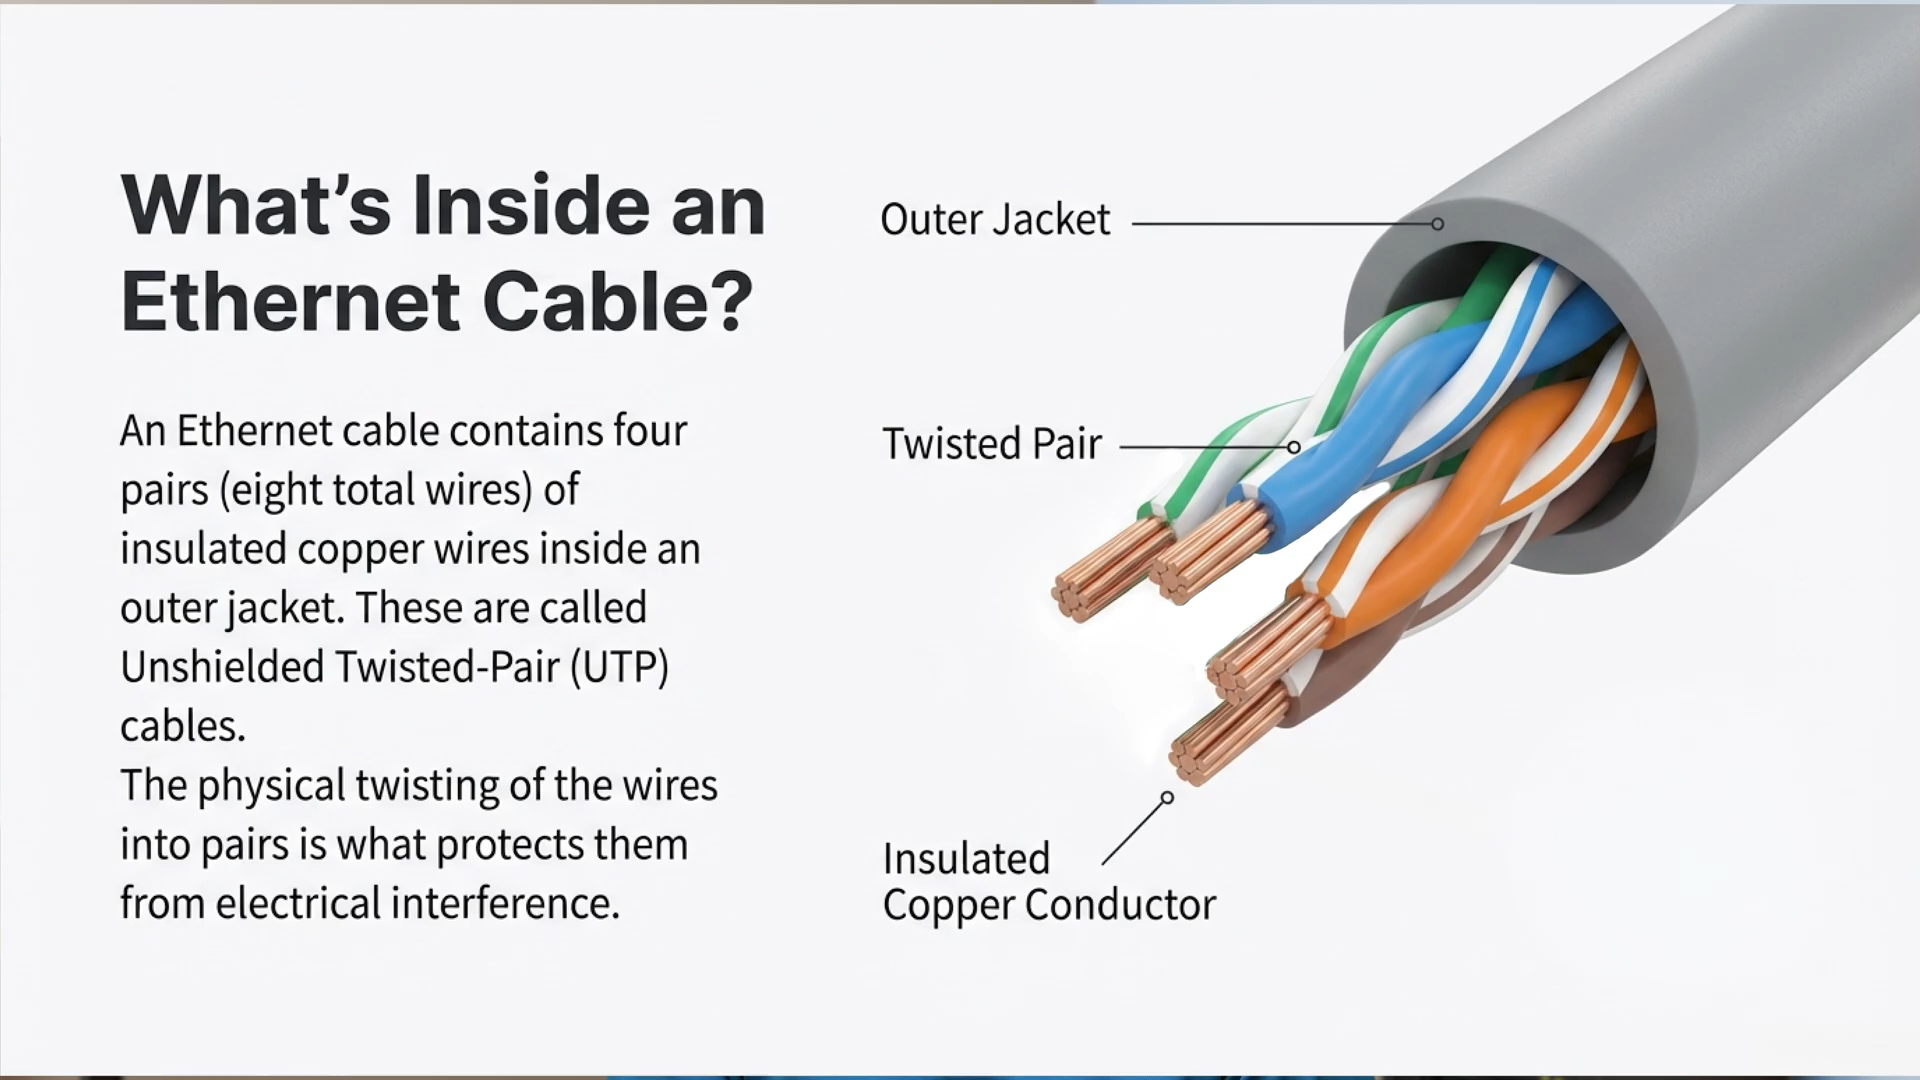 What’s Inside an
Ethernet Cable?
An Ethernet cable contains four
pairs (eight total wires) of
insulated copper wires inside an
outer jacket. These are called
Unshielded Twisted-Pair (UTP)
cables.
The physical twisting of the wires
into pairs is what protects them
from electrical interference.
Outer Jacket
Twisted Pair
Insulated
Copper Conductor